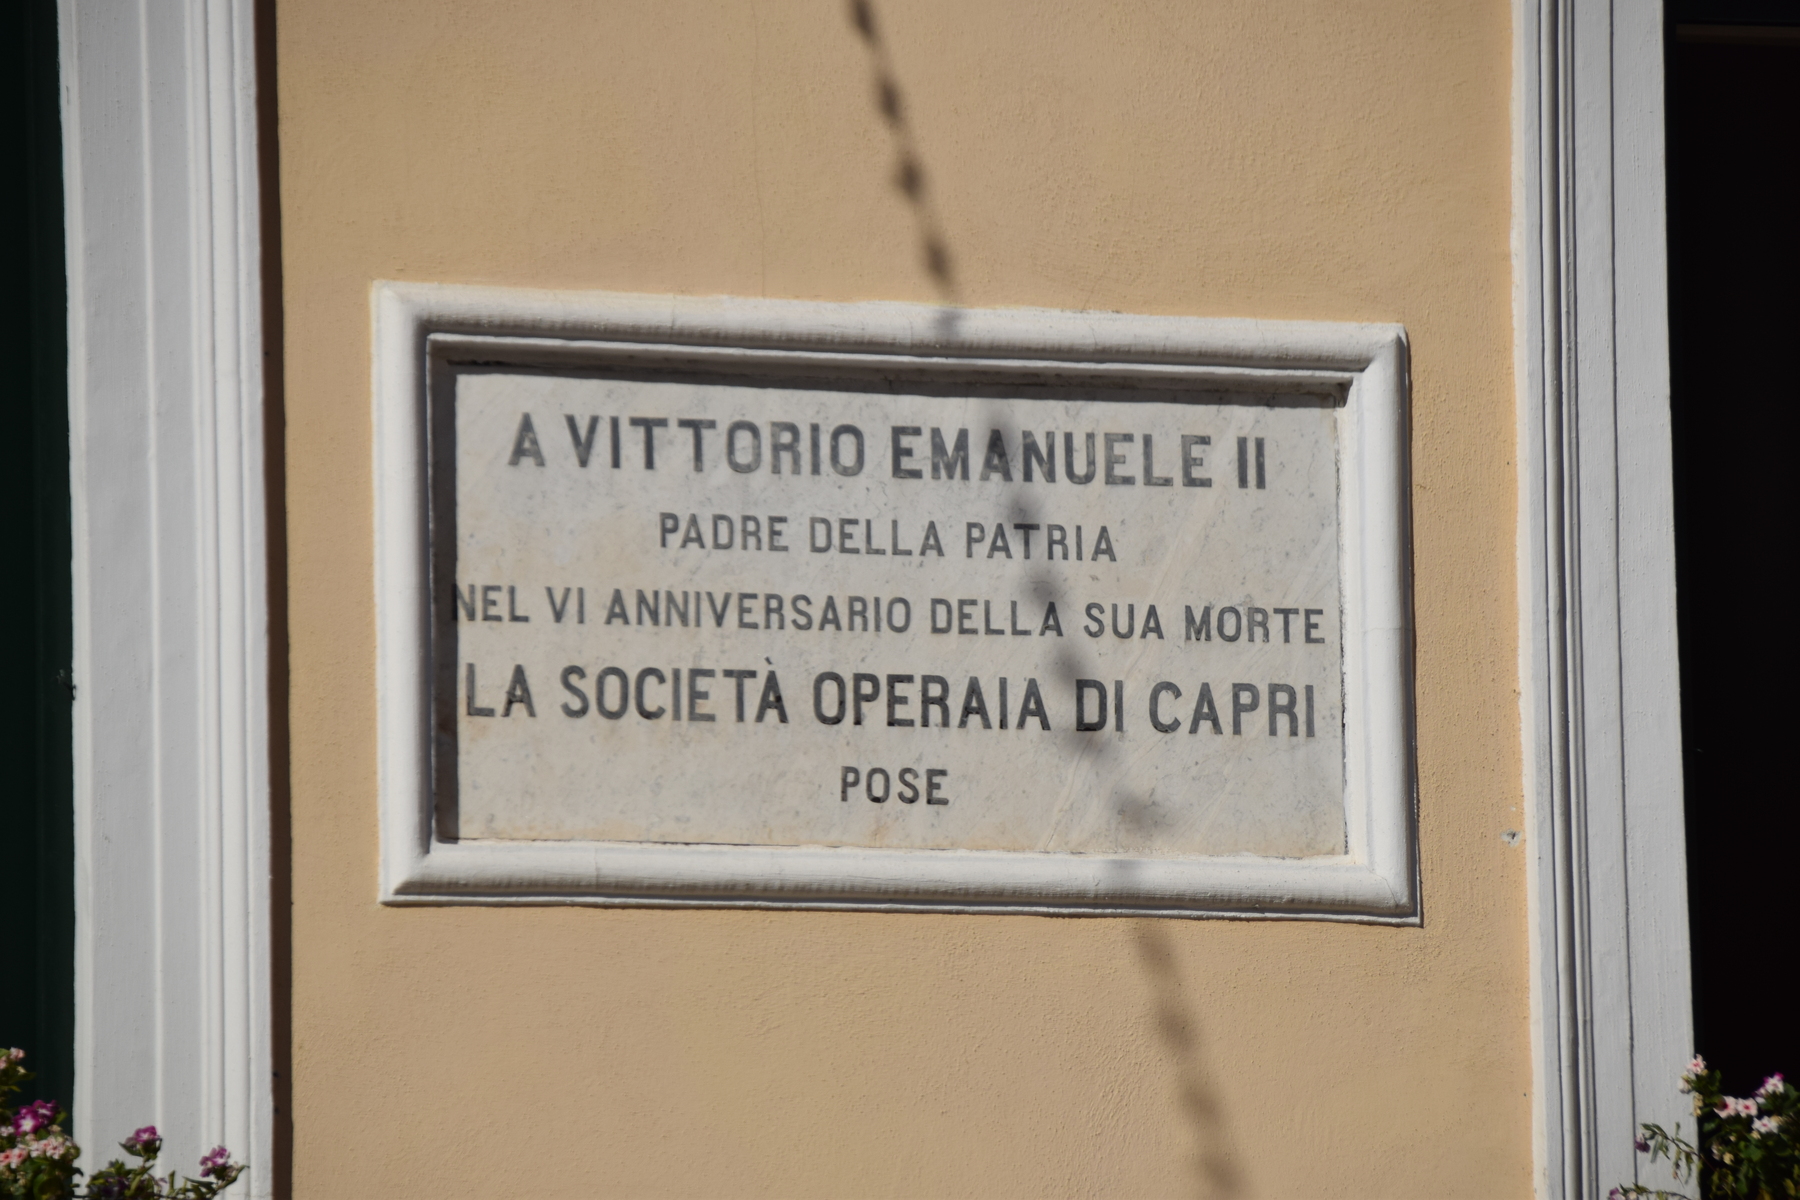 A VITTORIO EMANUELE II
PADRE DELLA PATRIA
NEL VI ANNIVERSARIO DELLA SUA MORTE
LA SOCIETÀ OPERAIA DI CAPRI
POSE